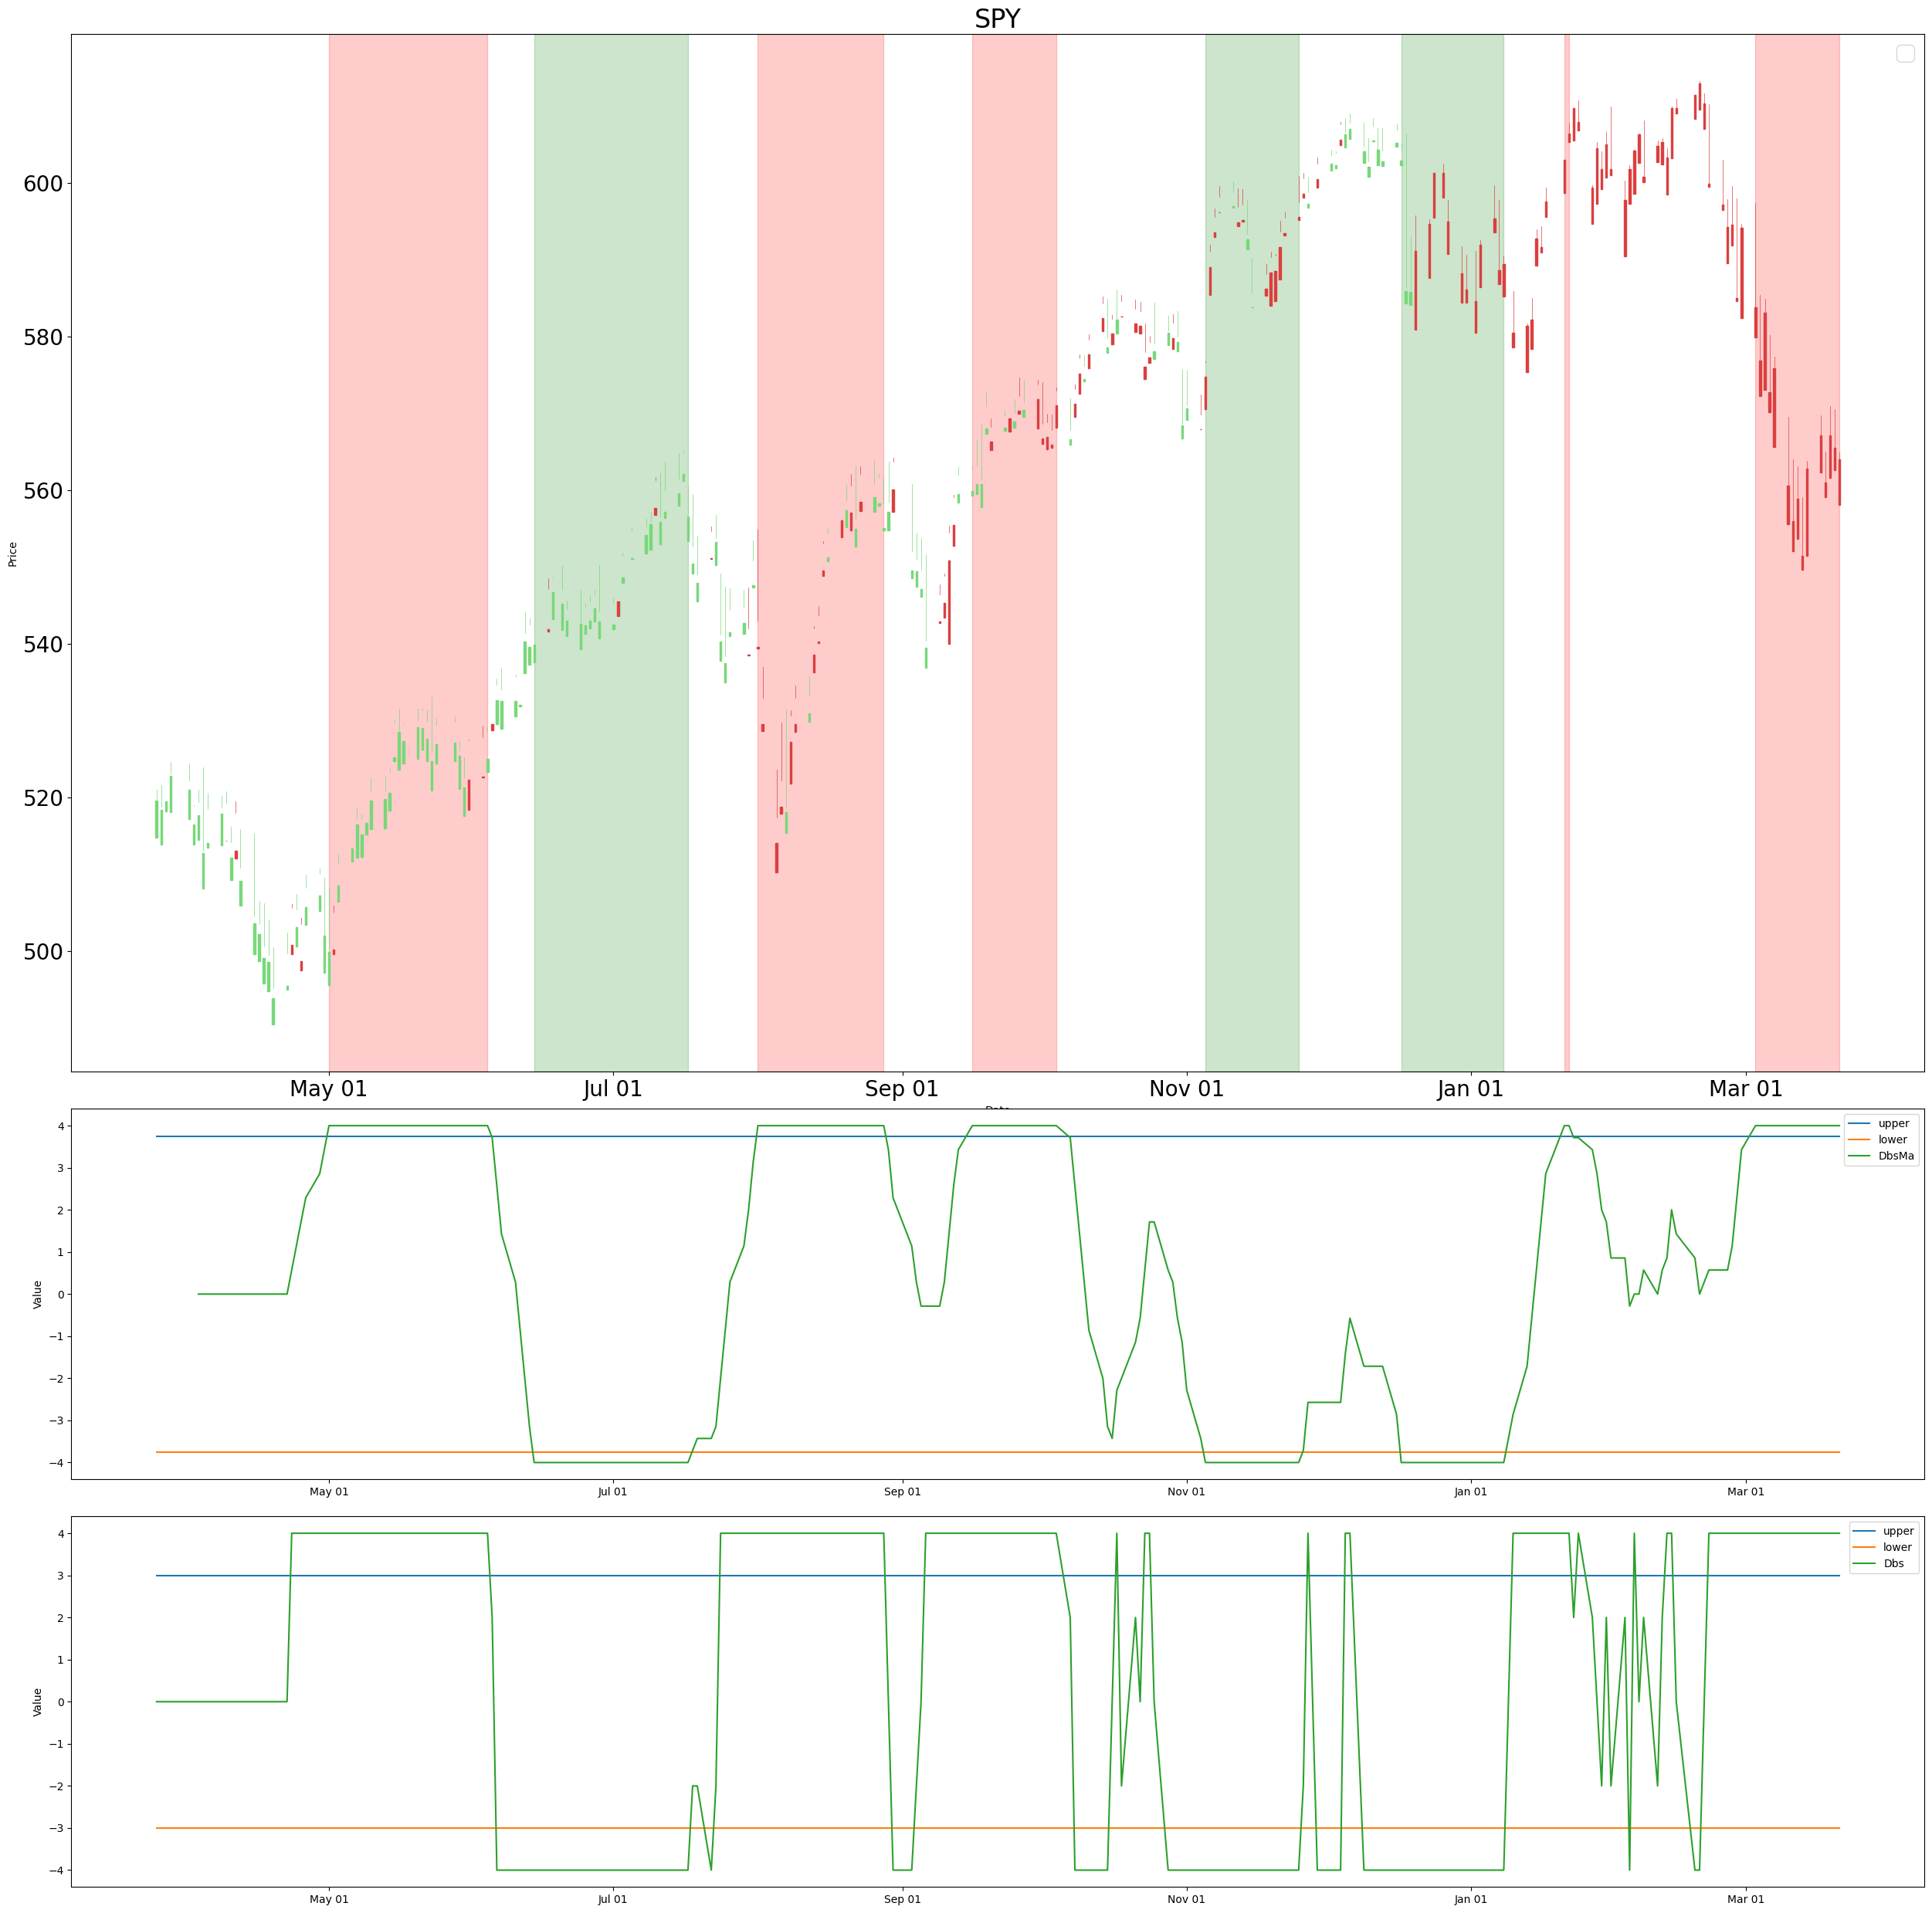 SPY
600
580
560
540
520
500
Price
May 01
Jul 01
Sep 01
Nov 01
Jan 01
Mar 01
Date
4
3
2
1
0
−1
−2
−3
−4
Value
upper
lower
DbsMa
May 01
Jul 01
Sep 01
Nov 01
Jan 01
Mar 01
4
3
2
1
0
−1
−2
−3
−4
Value
upper
lower
Dbs
May 01
Jul 01
Sep 01
Nov 01
Jan 01
Mar 01